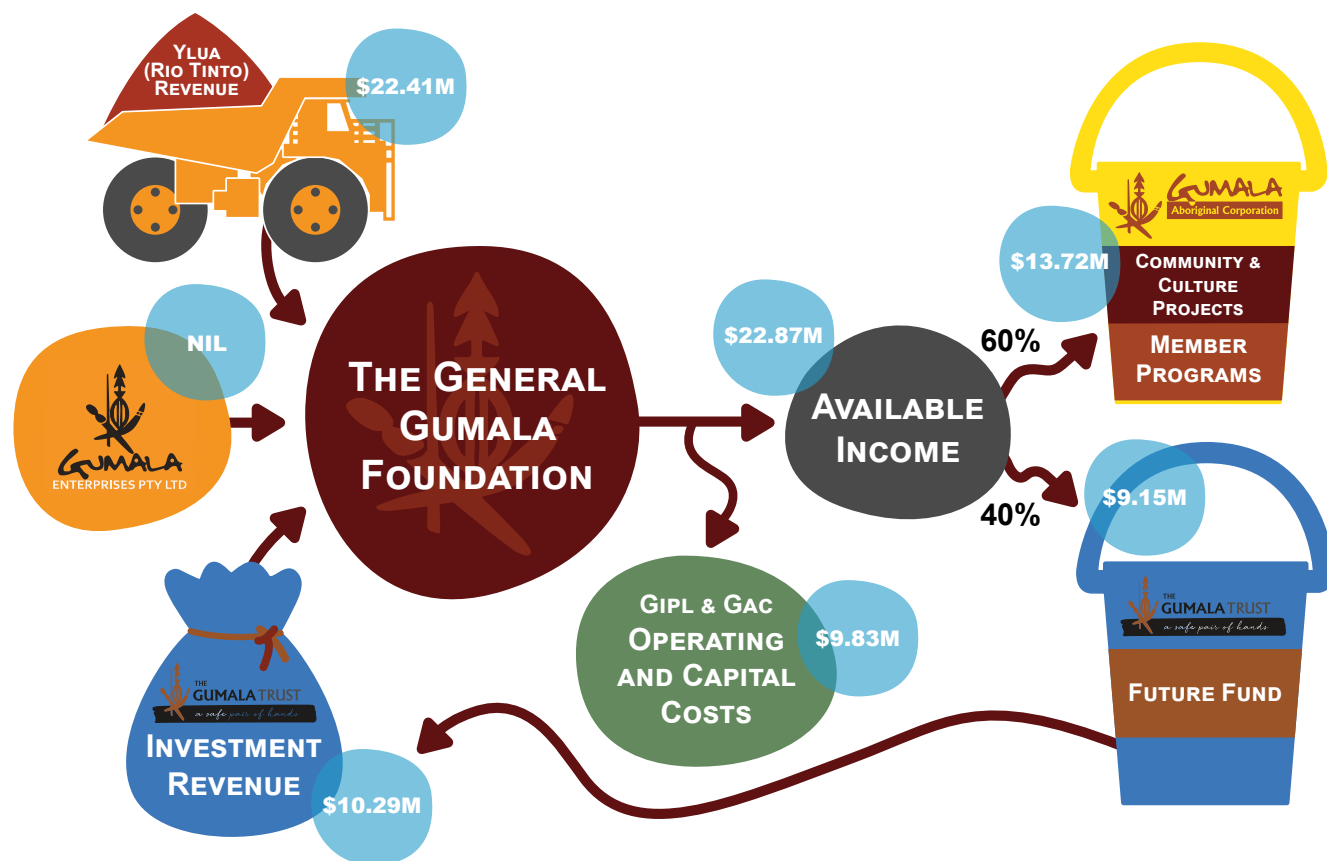 YLUA
(RIO TINTO)
REVENUE
$22.41M
NIL
GUMALA
ENTERPRISES PTY LTD
THE GENERAL
GUMALA
FOUNDATION
$22.87M
AVAILABLE
INCOME
60%
40%
$13.72M
GUMALA
Aboriginal Corporation
COMMUNITY &
CULTURE
PROJECTS
MEMBER
PROGRAMS
$9.15M
THE
GUMALA TRUST
a safe pair of hands
FUTURE FUND
GIPL & GAC
OPERATING
AND CAPITAL
COSTS
$9.83M
THE
GUMALA TRUST
a safe pair of hands
INVESTMENT
REVENUE
$10.29M